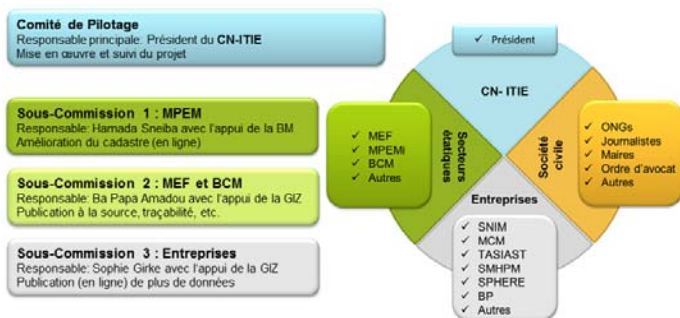 Comité de Pilotage
Responsable principale: Président du CN-ITIE
Mise en œuvre et suivi du projet
Sous-Commission 1 : MPEM
Responsable: Hamada Sneiba avec l'appui de la BM
Amélioration du cadastre (en ligne)
Sous-Commission 2 : MEF et BCM
Responsable: Ba Papa Amadou avec l'appui de la GIZ
Publication à la source, traçabilité, etc.
Sous-Commission 3 : Entreprises
Responsable: Sophie Girke avec l'appui de la GIZ
Publication (en ligne) de plus de données
✓ Président
CN- ITIE
Secteurs
étatiques
✓ MEF
✓ MPEMi
✓ BCM
✓ Autres
Société
civile
✓ ONGs
✓ Journalistes
✓ Maires
✓ Ordre d'avocat
✓ Autres
Entreprises
✓ SNIM
✓ MCM
✓ TASIAST
✓ SMHPM
✓ SPHERE
✓ BP
✓ Autres